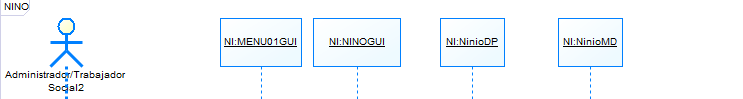 NINO
NI:MENU01GUI
NI:NINOGUI
NI:NinioDP
NI:NinioMD
Administrador/Trabajador
Social2